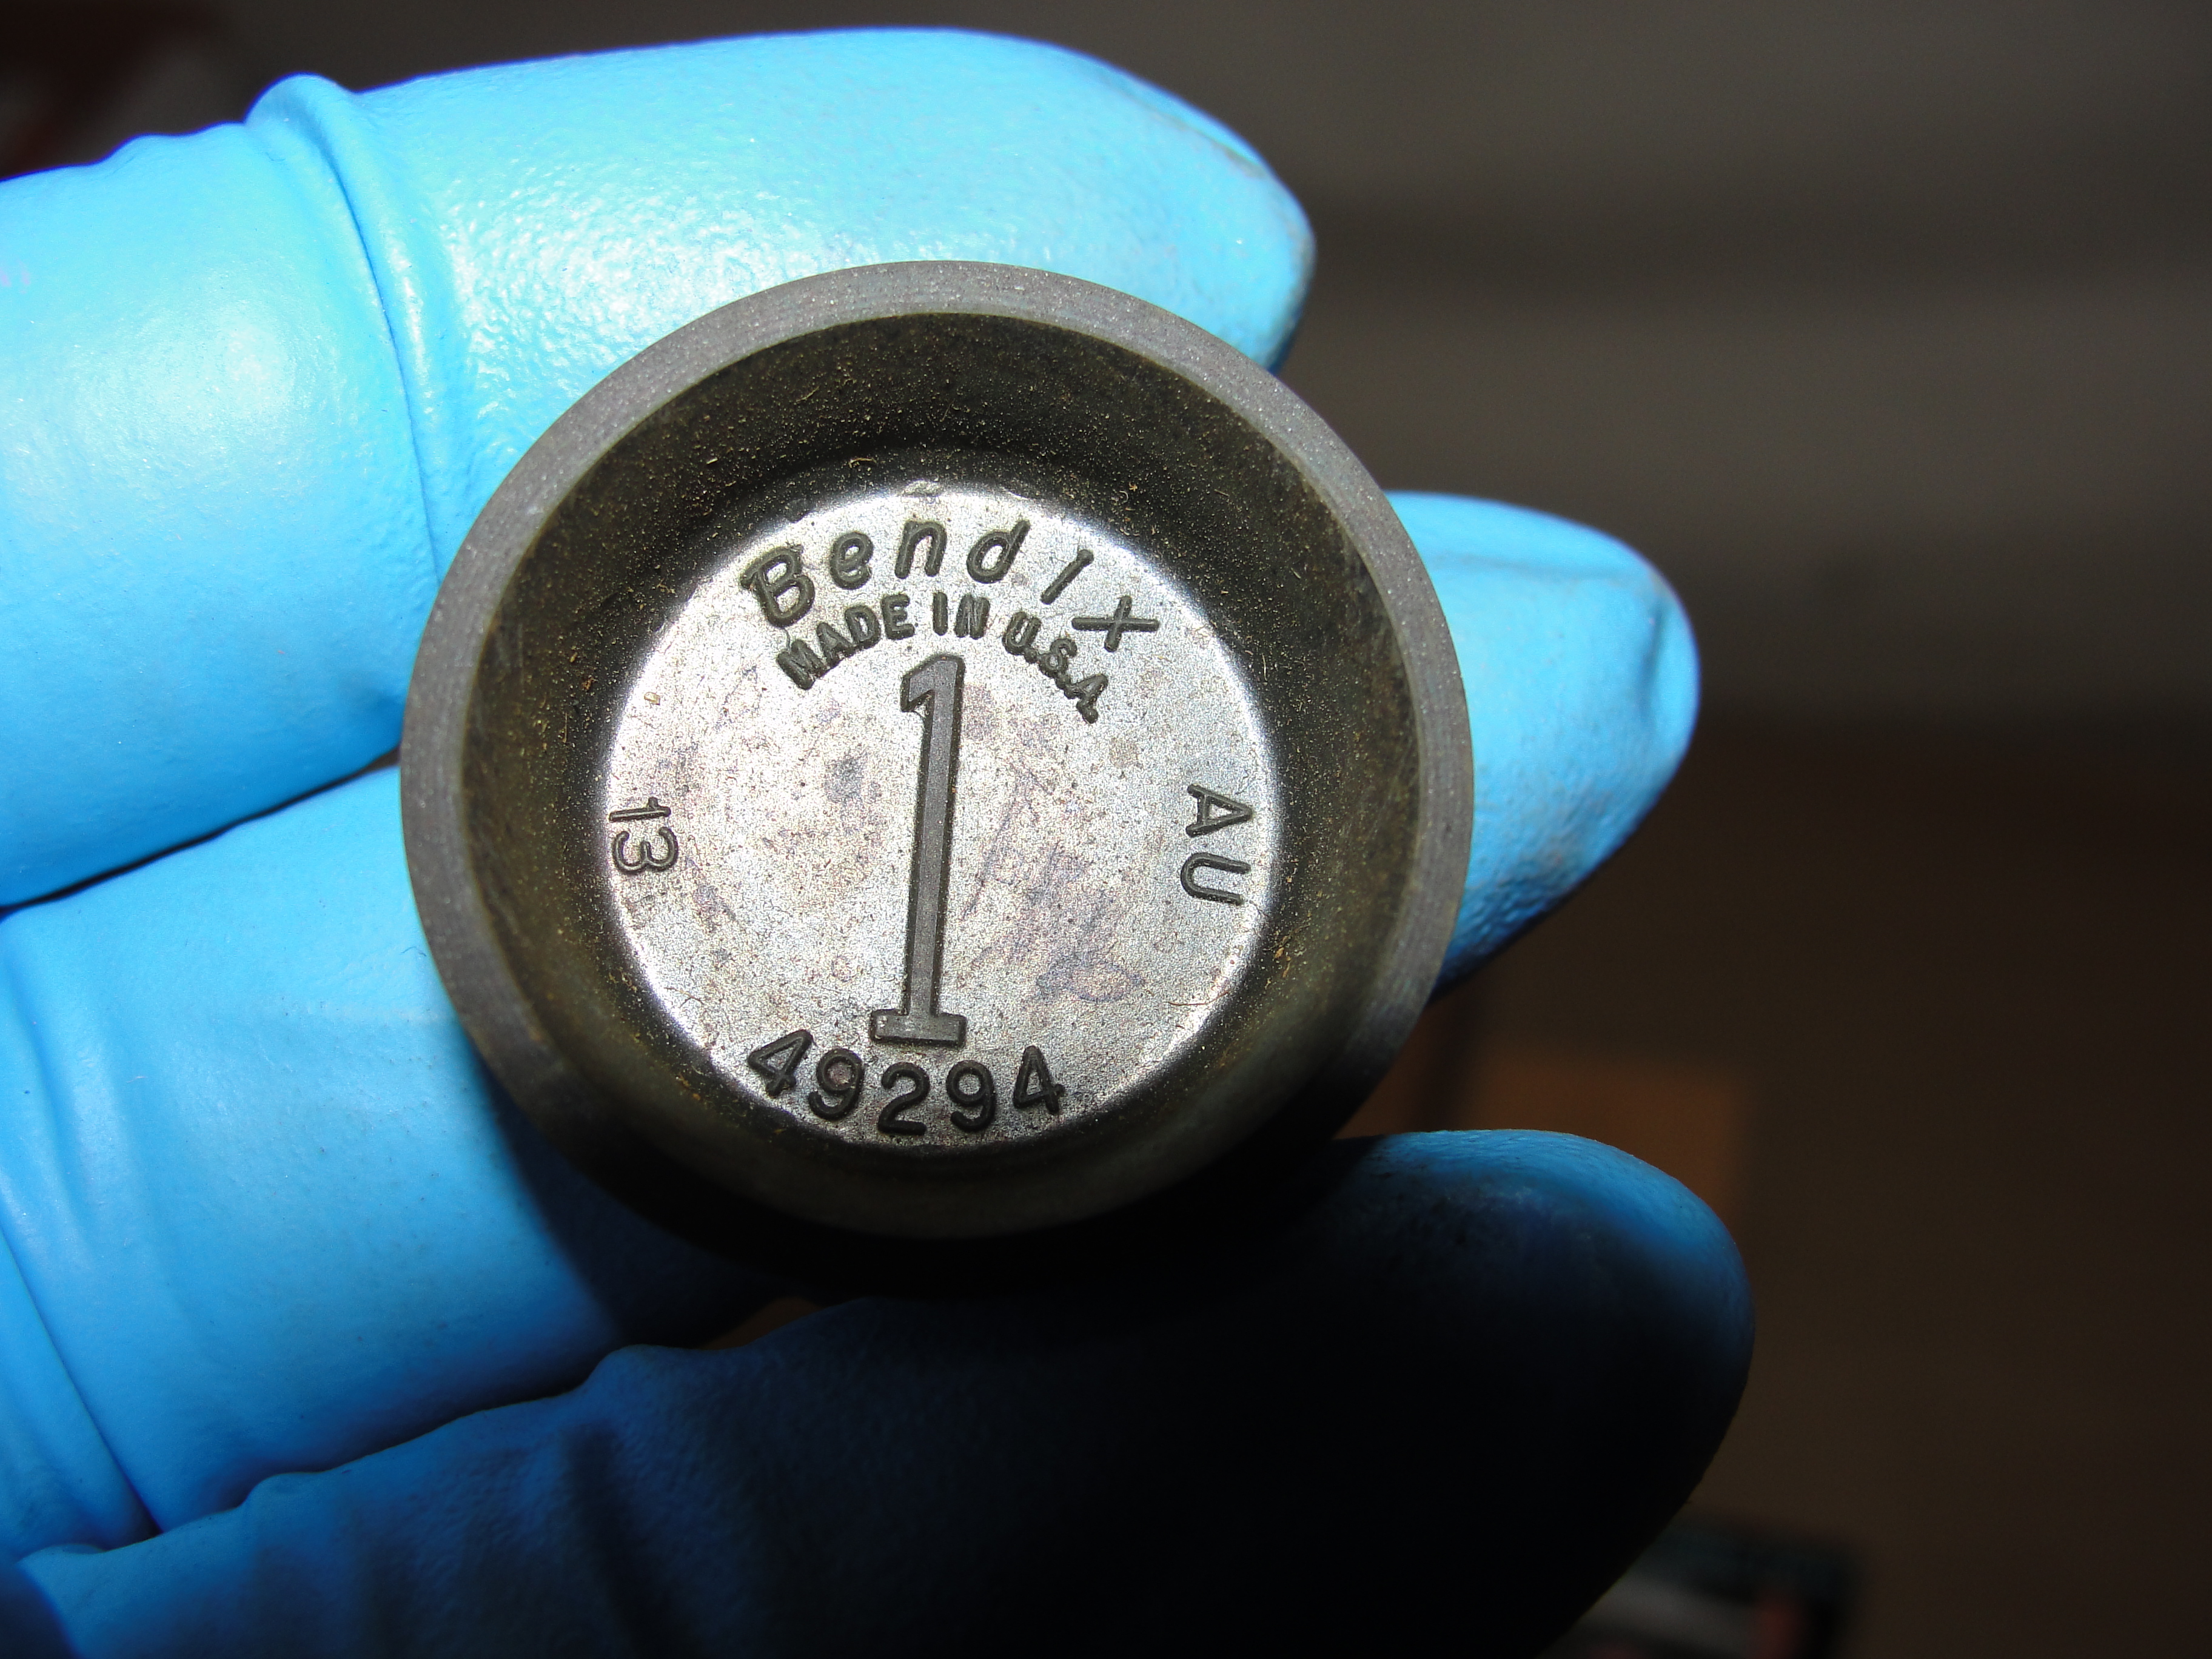 Bendix
MADE IN U.S.A.
1
13
AU
49294